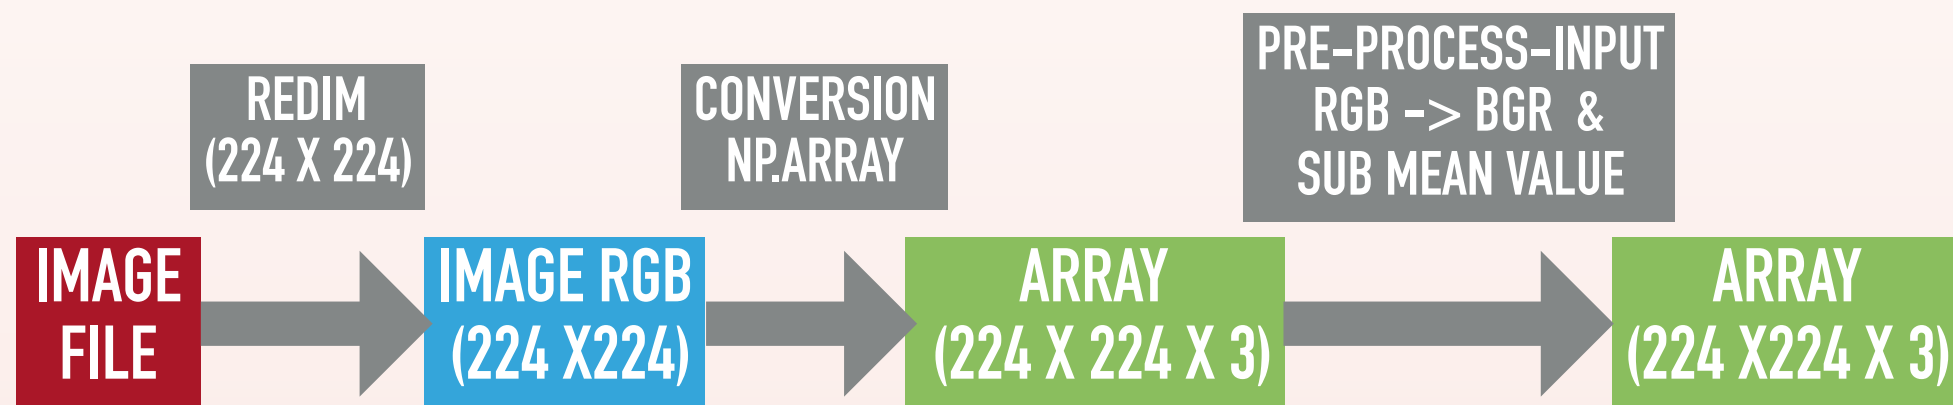 REDIM
(224 X 224)
CONVERSION
NP.ARRAY
PRE-PROCESS-INPUT
RGB -> BGR &
SUB MEAN VALUE
IMAGE
FILE
IMAGE RGB
(224 X224)
ARRAY
(224 X 224 X 3)
ARRAY
(224 X224 X 3)